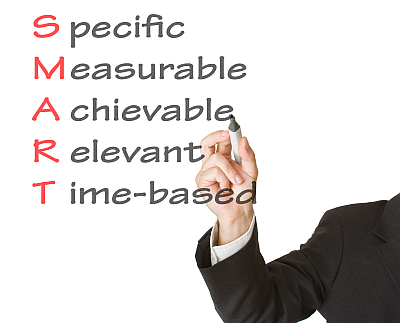 Specific
Measurable
Achievable
Relevant
Time-based